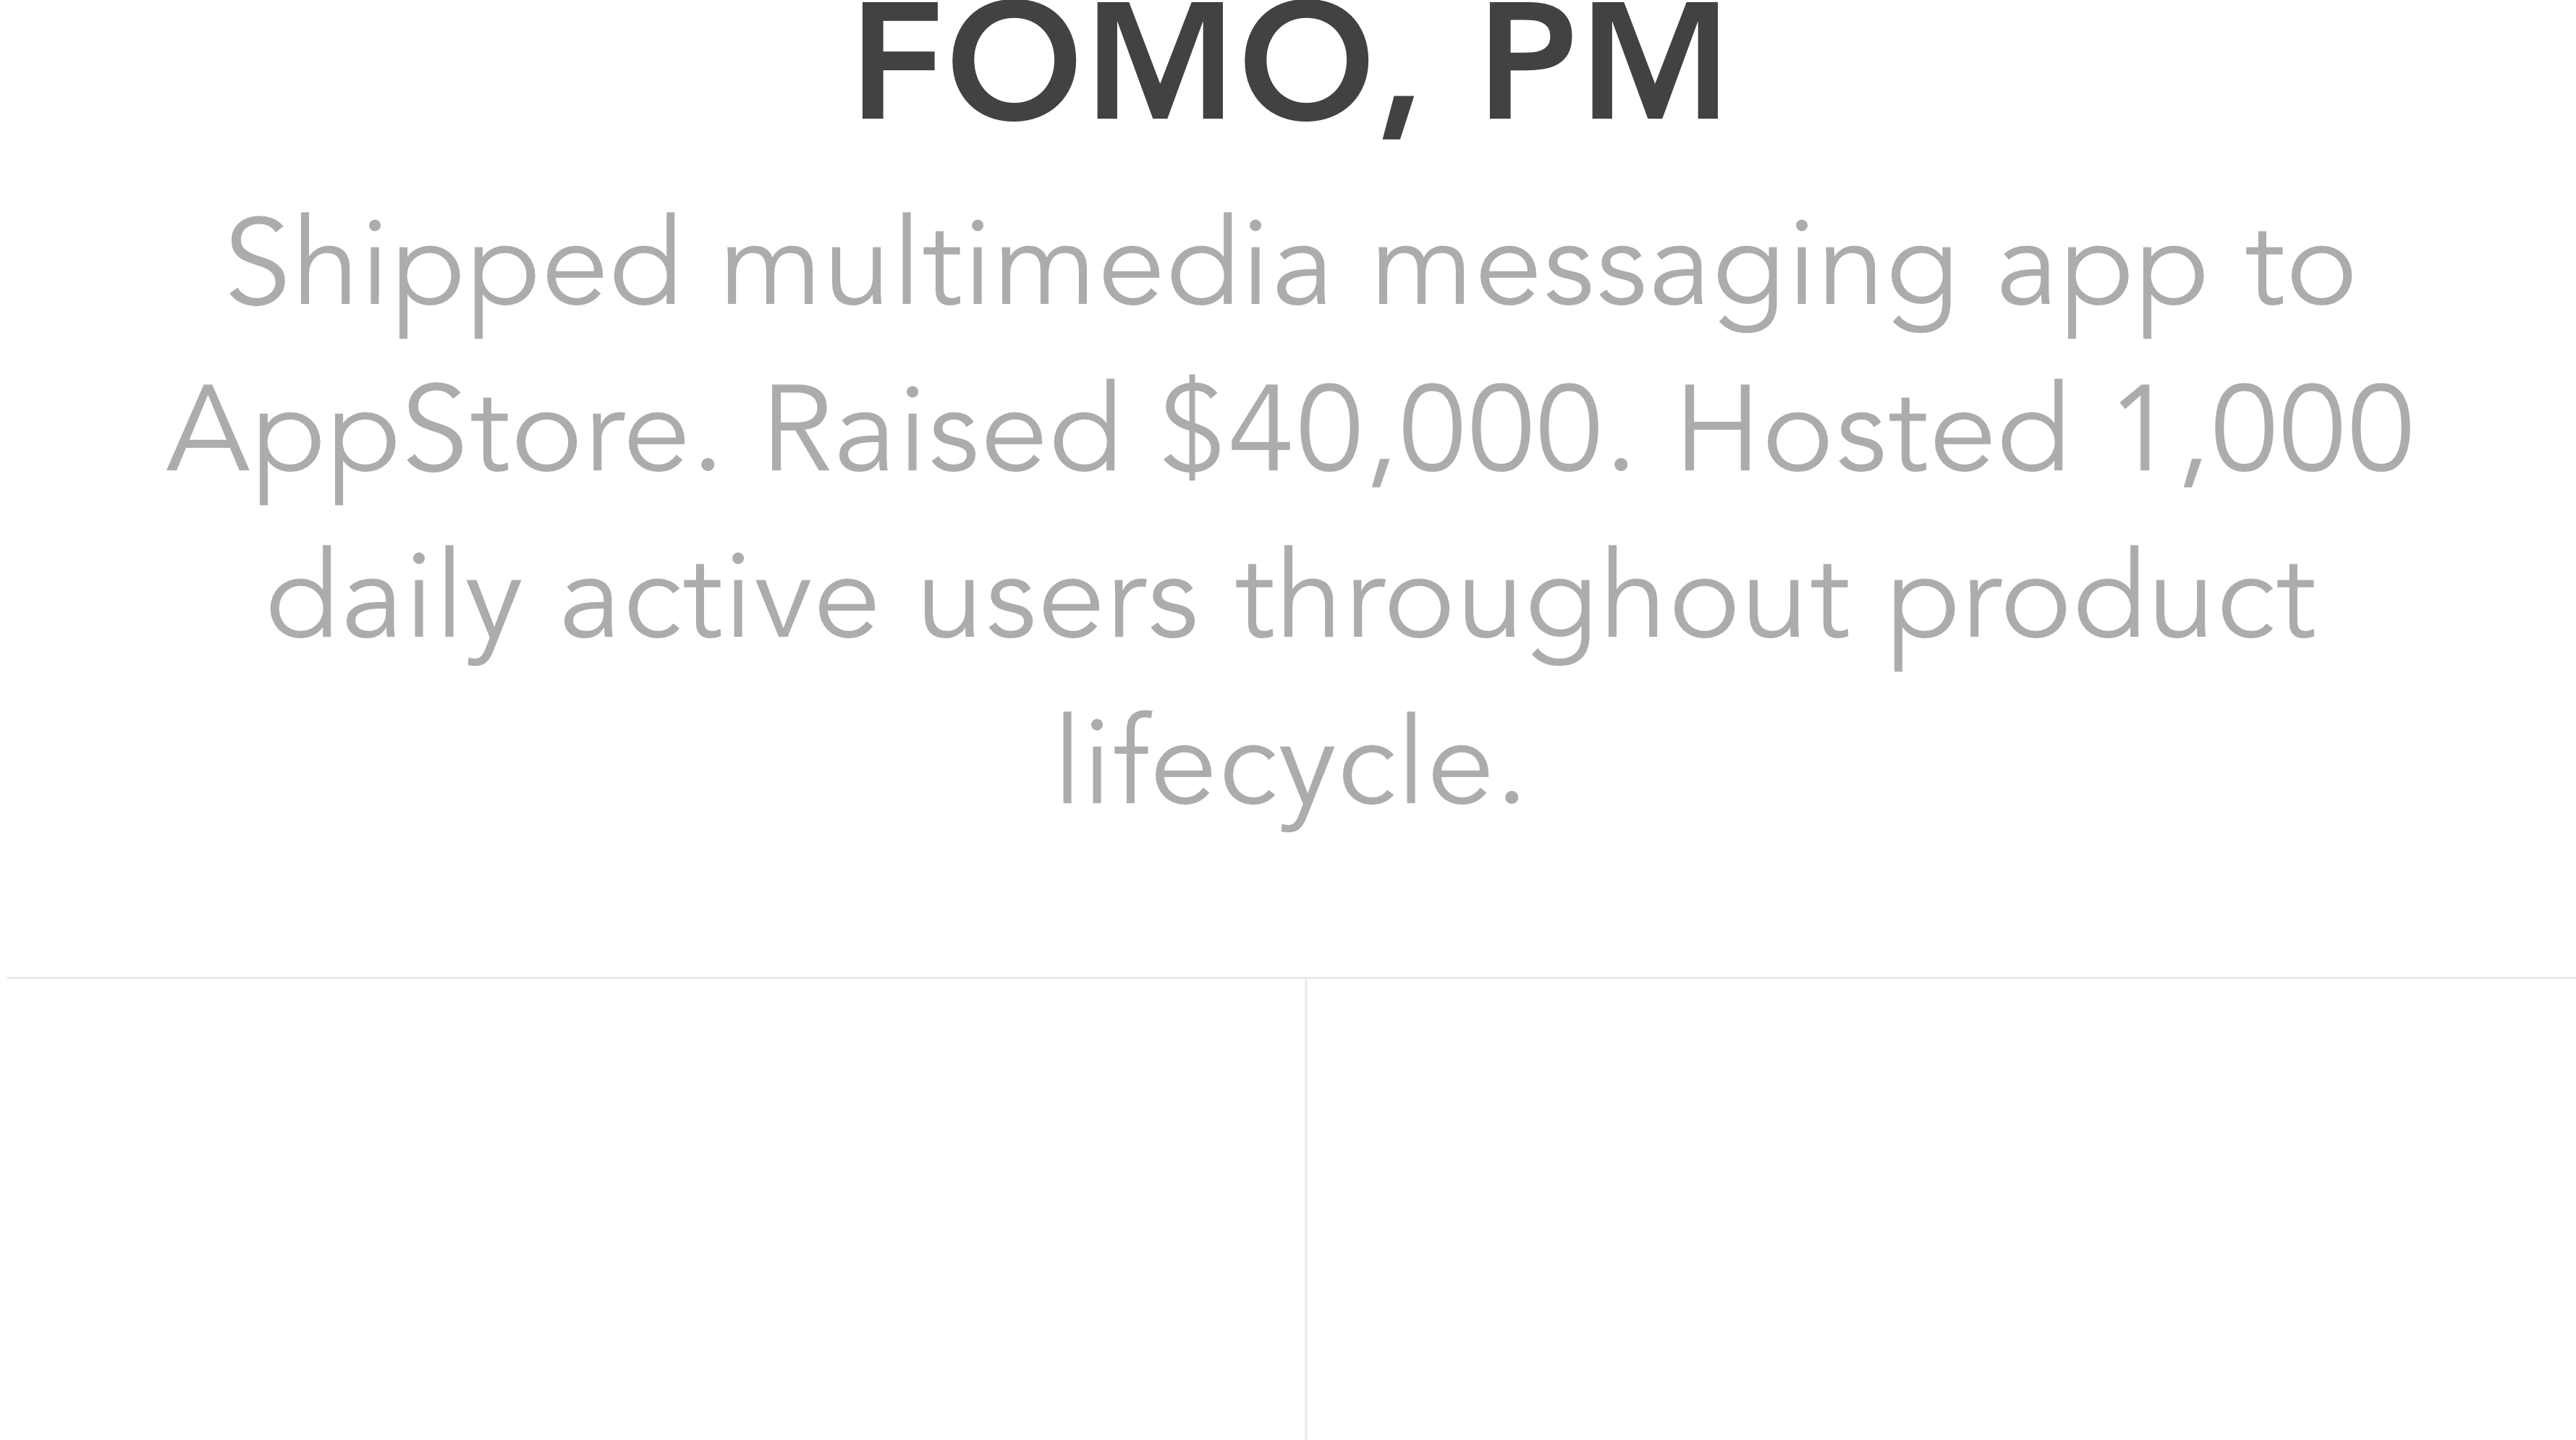 FOMO, PM
Shipped multimedia messaging app to
AppStore. Raised $40,000. Hosted 1,000
daily active users throughout product
lifecycle.